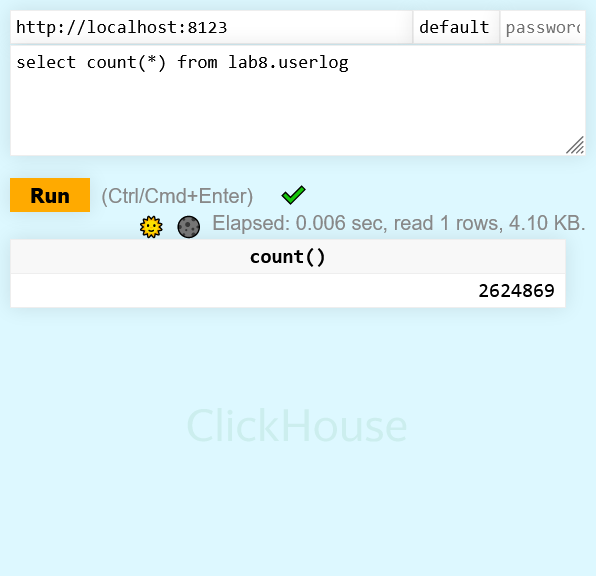 http://localhost:8123 default password
select count(*) from lab8.userlog
Run (Ctrl/Cmd+Enter)
Elapsed: 0.006 sec, read 1 rows, 4.10 KB.
count()
2624869
ClickHouse